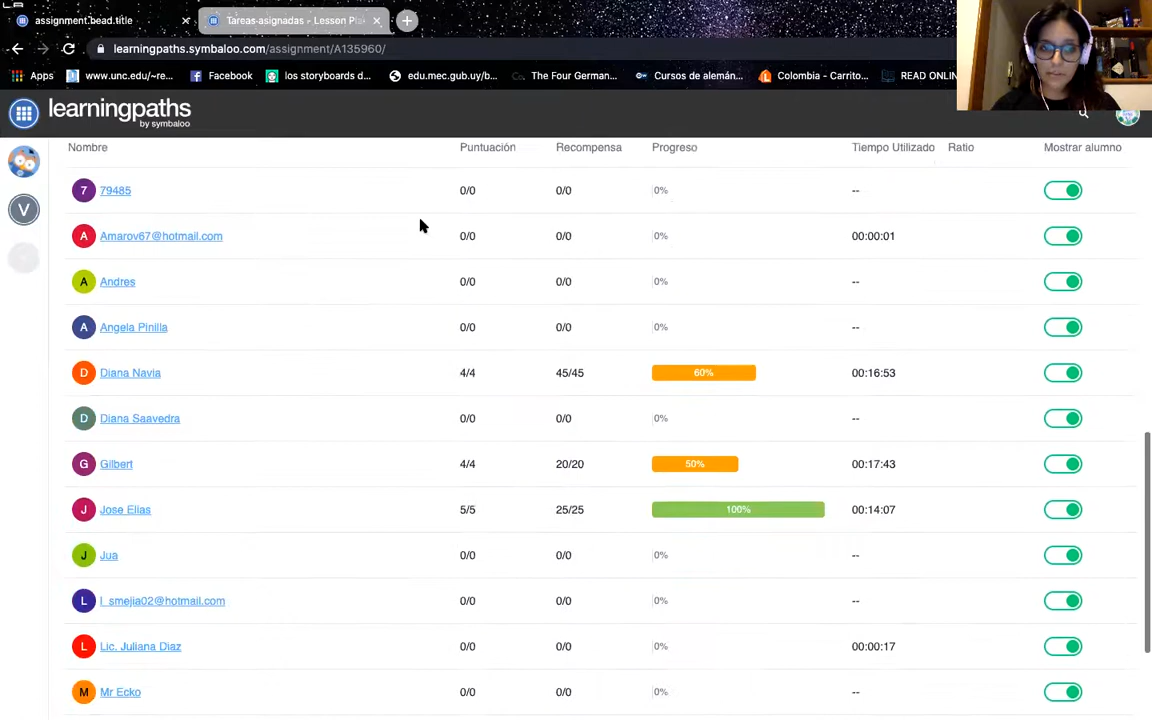 assignment.bead.title
Tareas-asignadas - Lesson Pla
learningpaths.symbaloo.com/assignment/A135960/
Apps www.unc.edu/~re... Facebook los storyboards d... edu.mec.gub.uy/b... The Four German... Cursos de alemán... Colombia - Carrito... READ ONLIN
learningpaths
by symbaloo
V
Nombre Puntuación Recompensa Progreso Tiempo Utilizado Ratio Mostrar alumno
7 79485 0/0 0/0 0% --
A Amarov67@hotmail.com 0/0 0/0 0% 00:00:01
A Andres 0/0 0/0 0% --
A Angela Pinilla 0/0 0/0 0% --
D Diana Navia 4/4 45/45 60% 00:16:53
D Diana Saavedra 0/0 0/0 0% --
G Gilbert 4/4 20/20 50% 00:17:43
J Jose Elias 5/5 25/25 100% 00:14:07
J Jua 0/0 0/0 0% --
L l_smejia02@hotmail.com 0/0 0/0 0% --
L Lic. Juliana Diaz 0/0 0/0 0% 00:00:17
M Mr Ecko 0/0 0/0 0% --